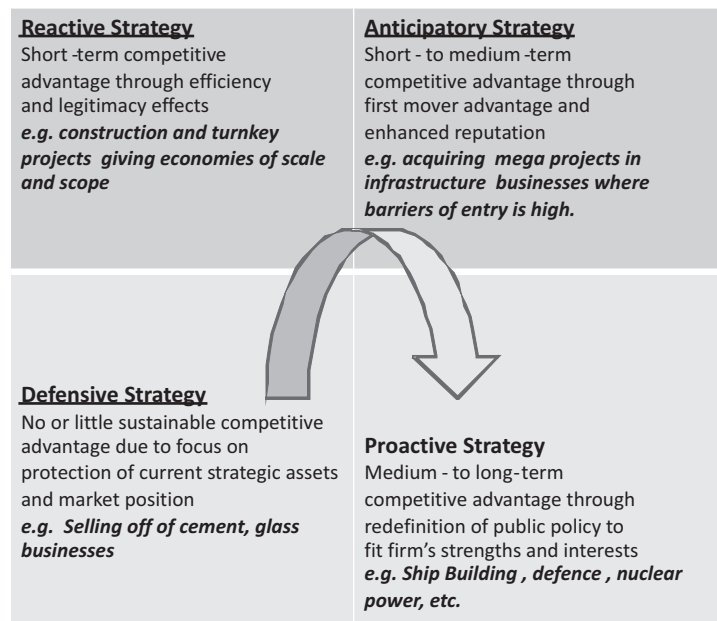 Reactive Strategy
Short -term competitive
advantage through efficiency
and legitimacy effects
e.g. construction and turnkey
projects giving economies of scale
and scope
Anticipatory Strategy
Short - to medium -term
competitive advantage through
first mover advantage and
enhanced reputation
e.g. acquiring mega projects in
infrastructure businesses where
barriers of entry is high.
Defensive Strategy
No or little sustainable competitive
advantage due to focus on
protection of current strategic assets
and market position
e.g. Selling off of cement, glass
businesses
Proactive Strategy
Medium - to long-term
competitive advantage through
redefinition of public policy to
fit firm's strengths and interests
e.g. Ship Building , defence , nuclear
power, etc.